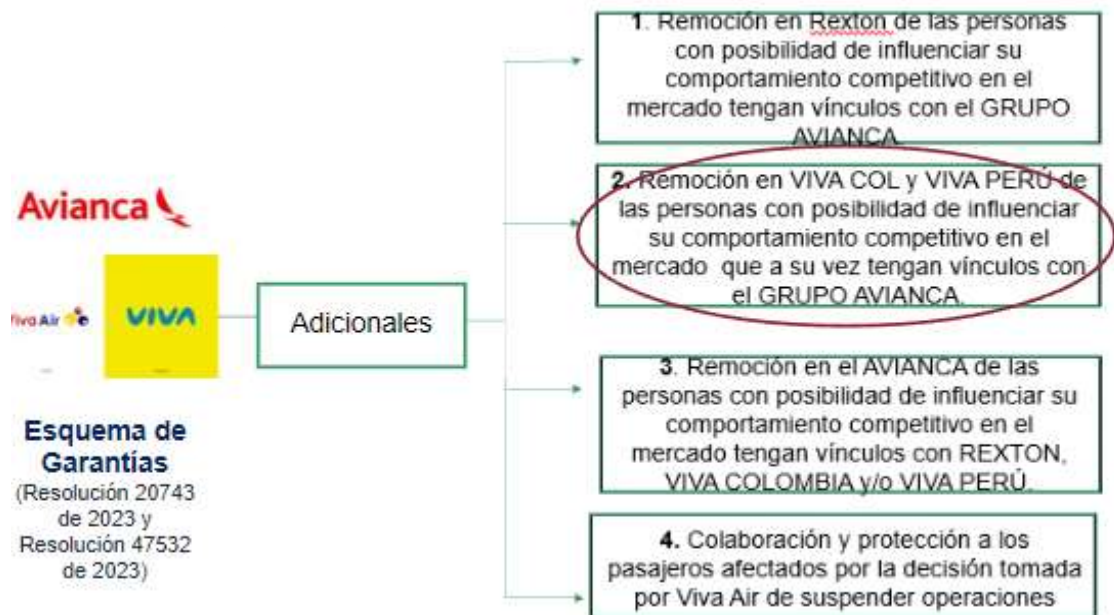 Avianca
Viva Air
VIVA
Esquema de
Garantías
(Resolución 20743
de 2023 y
Resolución 47532
de 2023)
Adicionales
1. Remoción en Rexton de las personas
con posibilidad de influenciar su
comportamiento competitivo en el
mercado tengan vínculos con el GRUPO
AVIANCA.
2. Remoción en VIVA COL y VIVA PERÚ de
las personas con posibilidad de influenciar
su comportamiento competitivo en el
mercado que a su vez tengan vínculos con
el GRUPO AVIANCA.
3. Remoción en el AVIANCA de las
personas con posibilidad de influenciar su
comportamiento competitivo en el
mercado tengan vínculos con REXTON,
VIVA COLOMBIA y/o VIVA PERÚ.
4. Colaboración y protección a los
pasajeros afectados por la decisión tomada
por Viva Air de suspender operaciones